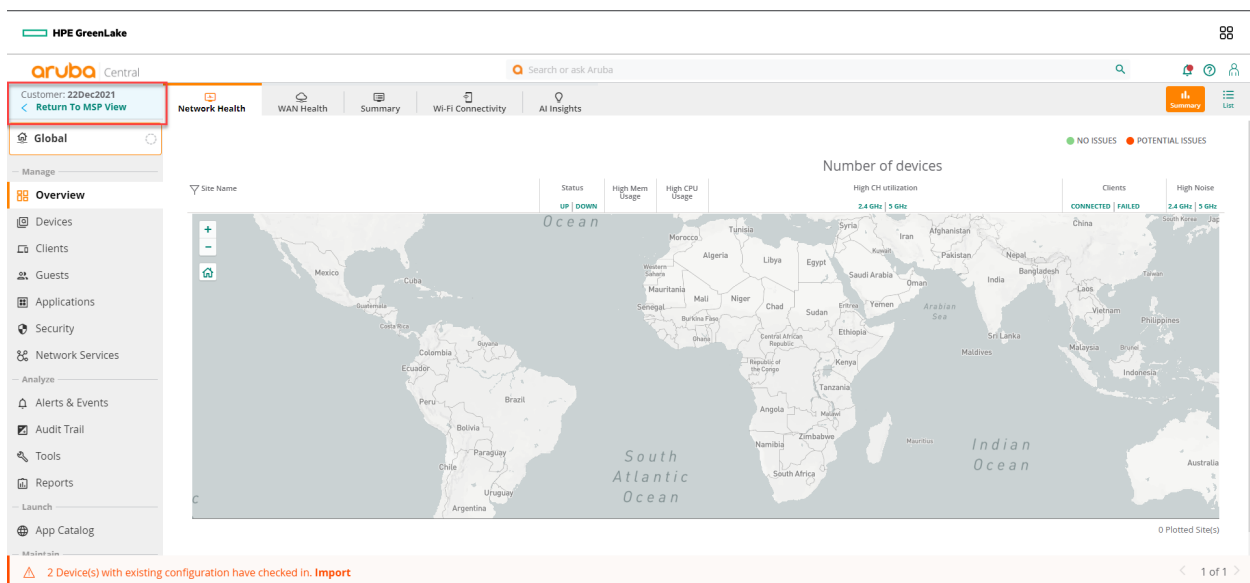 HPE GreenLake
aruba Central
Search or ask Aruba
Customer: 22Dec2021
Return To MSP View
Network Health
WAN Health
Summary
Wi-Fi Connectivity
AI Insights
Summary
List
Global
NO ISSUES
POTENTIAL ISSUES
Number of devices
Manage
Overview
Devices
Clients
Guests
Applications
Security
Network Services
Analyze
Alerts & Events
Audit Trail
Tools
Reports
Launch
App Catalog
Maintain
Site Name
Status
UP | DOWN
High Mem
Usage
High CPU
Usage
High CH utilization
2.4 GHz | 5 GHz
Clients
CONNECTED | FAILED
High Noise
2.4 GHz | 5 GHz
+
−
Ocean
Mexico
Cuba
Guatemala
Costa Rica
Guyana
Colombia
Ecuador
Peru
Brazil
Bolivia
Paraguay
Chile
Uruguay
Argentina
c
South
Atlantic
Ocean
Morocco
Tunisia
Algeria
Libya
Egypt
Western
Sahara
Mauritania
Mali
Niger
Chad
Sudan
Eritrea
Senegal
Burkina Faso
Ghana
Central African
Republic
Ethiopia
Republic of
the Congo
Kenya
Tanzania
Angola
Malawi
Zimbabwe
Namibia
South Africa
Mauritius
Syria
Iran
Kuwait
Saudi Arabia
Oman
Yemen
Afghanistan
Pakistan
Nepal
India
Bangladesh
Arabian
Sea
Sri Lanka
Maldives
China
South Korea
Jap
Taiwan
Laos
Vietnam
Philippines
Malaysia
Brunei
Indonesia
Indian
Ocean
Australia
0 Plotted Site(s)
2 Device(s) with existing configuration have checked in. Import
1 of 1